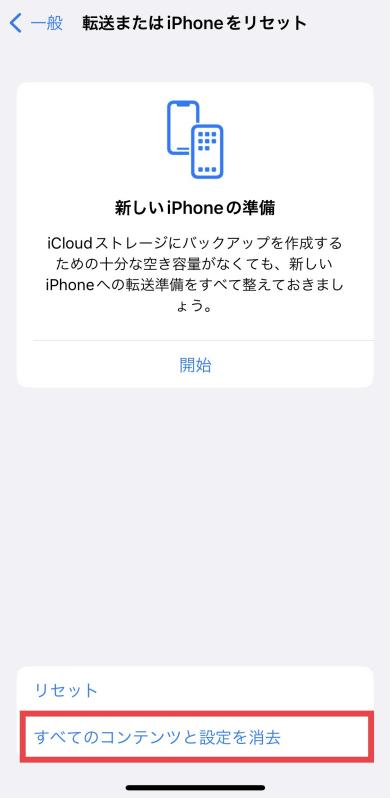 一般 転送またはiPhoneをリセット
新しいiPhoneの準備
iCloudストレージにバックアップを作成する
ための十分な空き容量がなくても、新しい
iPhoneへの転送準備をすべて整えておきまし
ょう。
開始
リセット
すべてのコンテンツと設定を消去